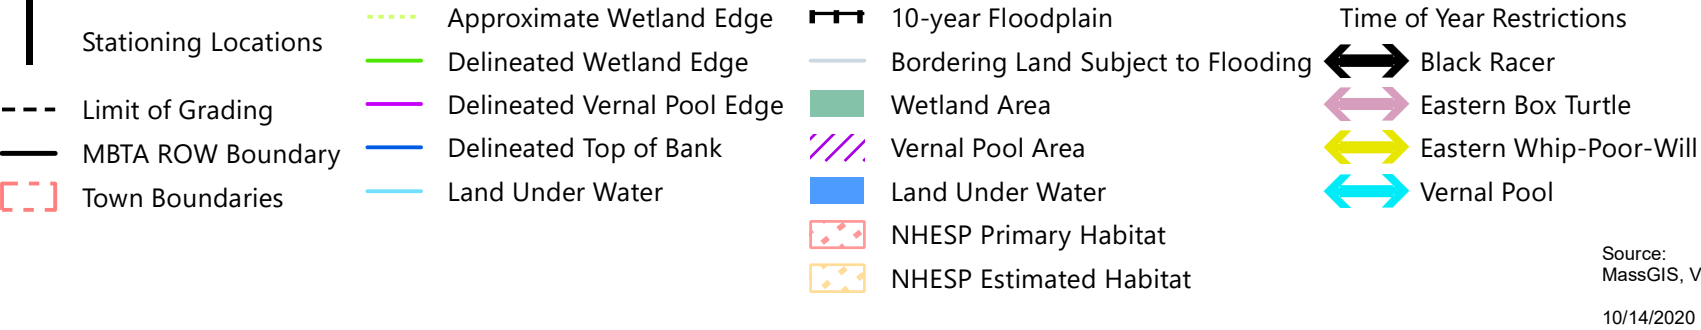 Stationing Locations
Limit of Grading
MBTA ROW Boundary
Town Boundaries
Approximate Wetland Edge
Delineated Wetland Edge
Delineated Vernal Pool Edge
Delineated Top of Bank
Land Under Water
10-year Floodplain
Bordering Land Subject to Flooding
Wetland Area
Vernal Pool Area
Land Under Water
NHESP Primary Habitat
NHESP Estimated Habitat
Time of Year Restrictions
Black Racer
Eastern Box Turtle
Eastern Whip-Poor-Will
Vernal Pool
Source:
MassGIS, V
10/14/2020